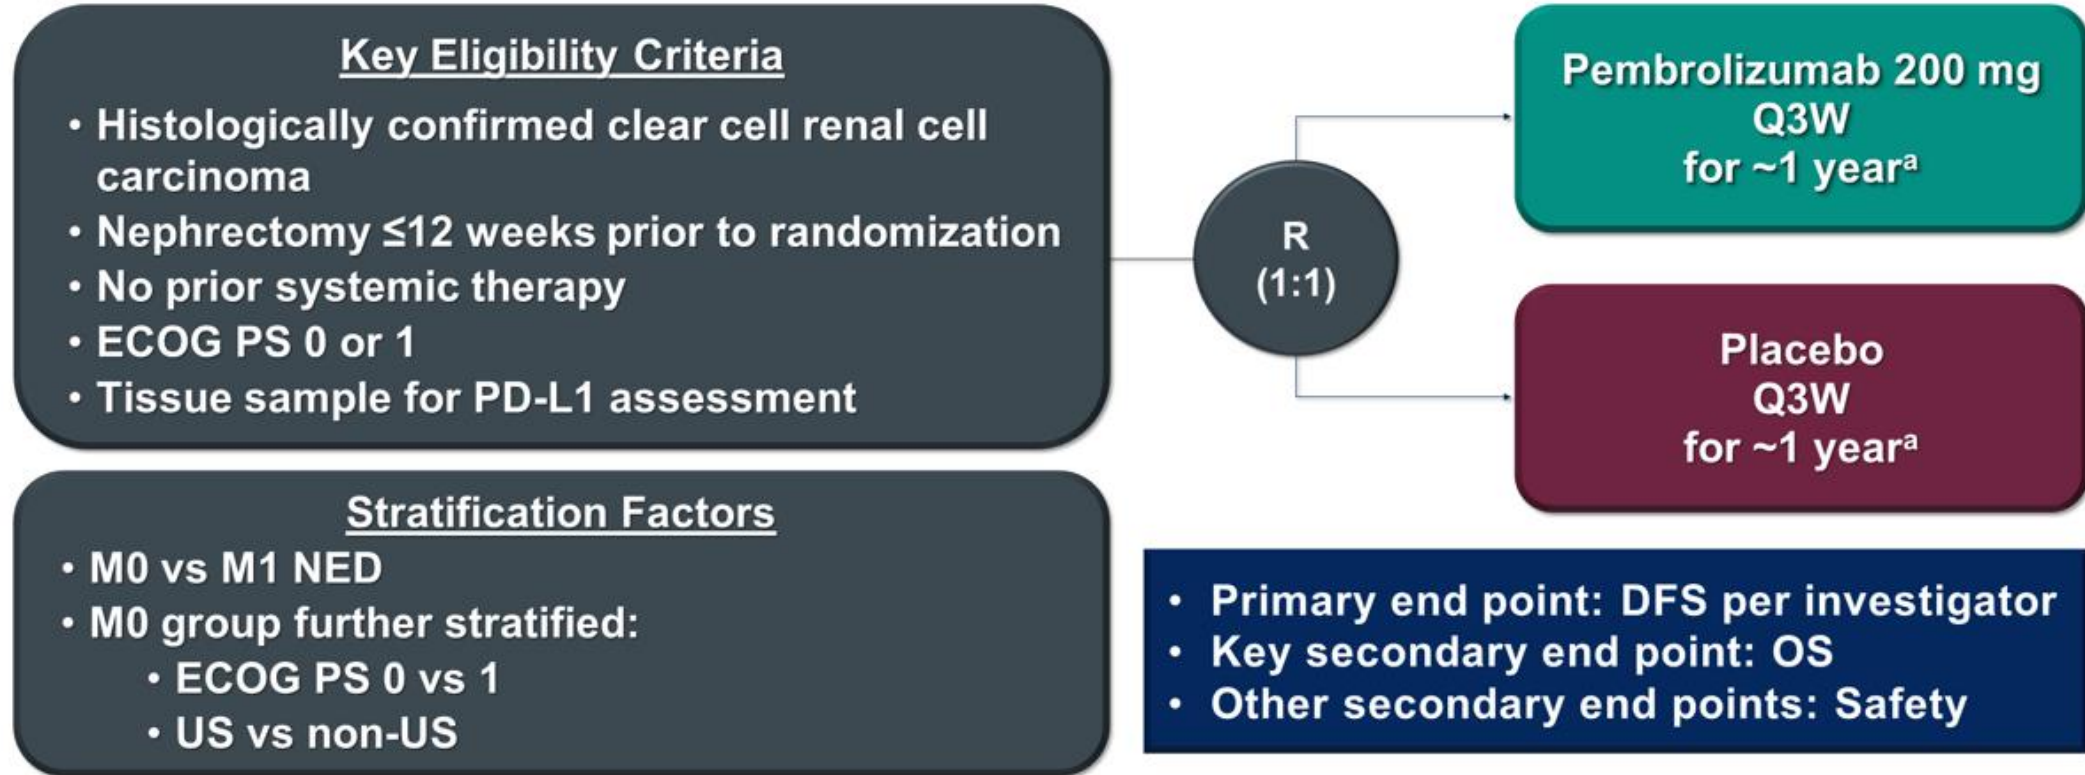 Key Eligibility Criteria
• Histologically confirmed clear cell renal cell
carcinoma
• Nephrectomy ≤12 weeks prior to randomization
• No prior systemic therapy
• ECOG PS 0 or 1
• Tissue sample for PD-L1 assessment
Stratification Factors
• M0 vs M1 NED
• M0 group further stratified:
• ECOG PS 0 vs 1
• US vs non-US
R
(1:1)
Pembrolizumab 200 mg
Q3W
for ~1 yearᵃ
Placebo
Q3W
for ~1 yearᵃ
• Primary end point: DFS per investigator
• Key secondary end point: OS
• Other secondary end points: Safety